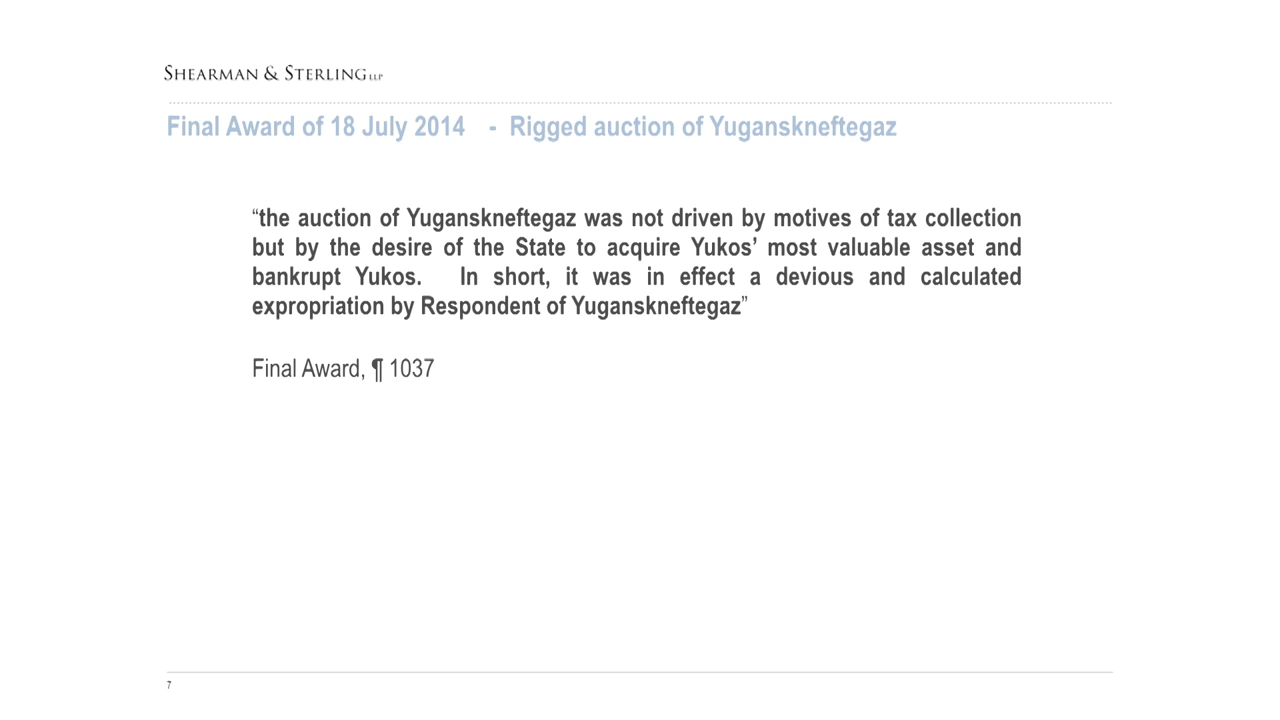 SHEARMAN & STERLING LLP
Final Award of 18 July 2014 - Rigged auction of Yuganskneftegaz
“the auction of Yuganskneftegaz was not driven by motives of tax collection
but by the desire of the State to acquire Yukos’ most valuable asset and
bankrupt Yukos. In short, it was in effect a devious and calculated
expropriation by Respondent of Yuganskneftegaz”
Final Award, ¶ 1037
7